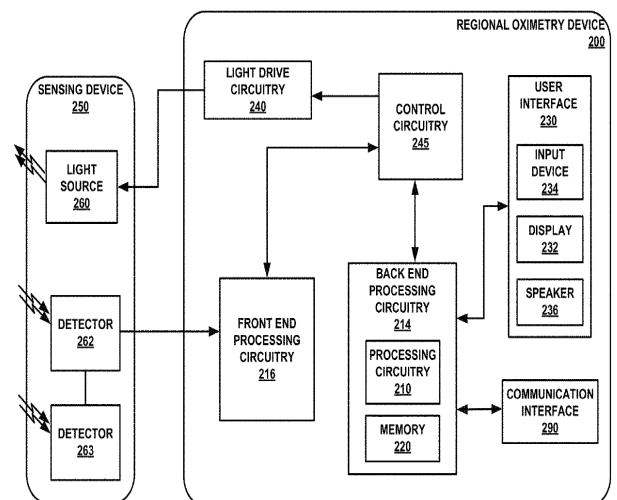 REGIONAL OXIMETRY DEVICE
200
SENSING DEVICE
250
LIGHT DRIVE
CIRCUITRY
240
CONTROL
CIRCUITRY
245
USER
INTERFACE
230
INPUT
DEVICE
234
DISPLAY
232
SPEAKER
236
LIGHT
SOURCE
260
DETECTOR
262
DETECTOR
263
FRONT END
PROCESSING
CIRCUITRY
216
BACK END
PROCESSING
CIRCUITRY
214
PROCESSING
CIRCUITRY
210
MEMORY
220
COMMUNICATION
INTERFACE
290